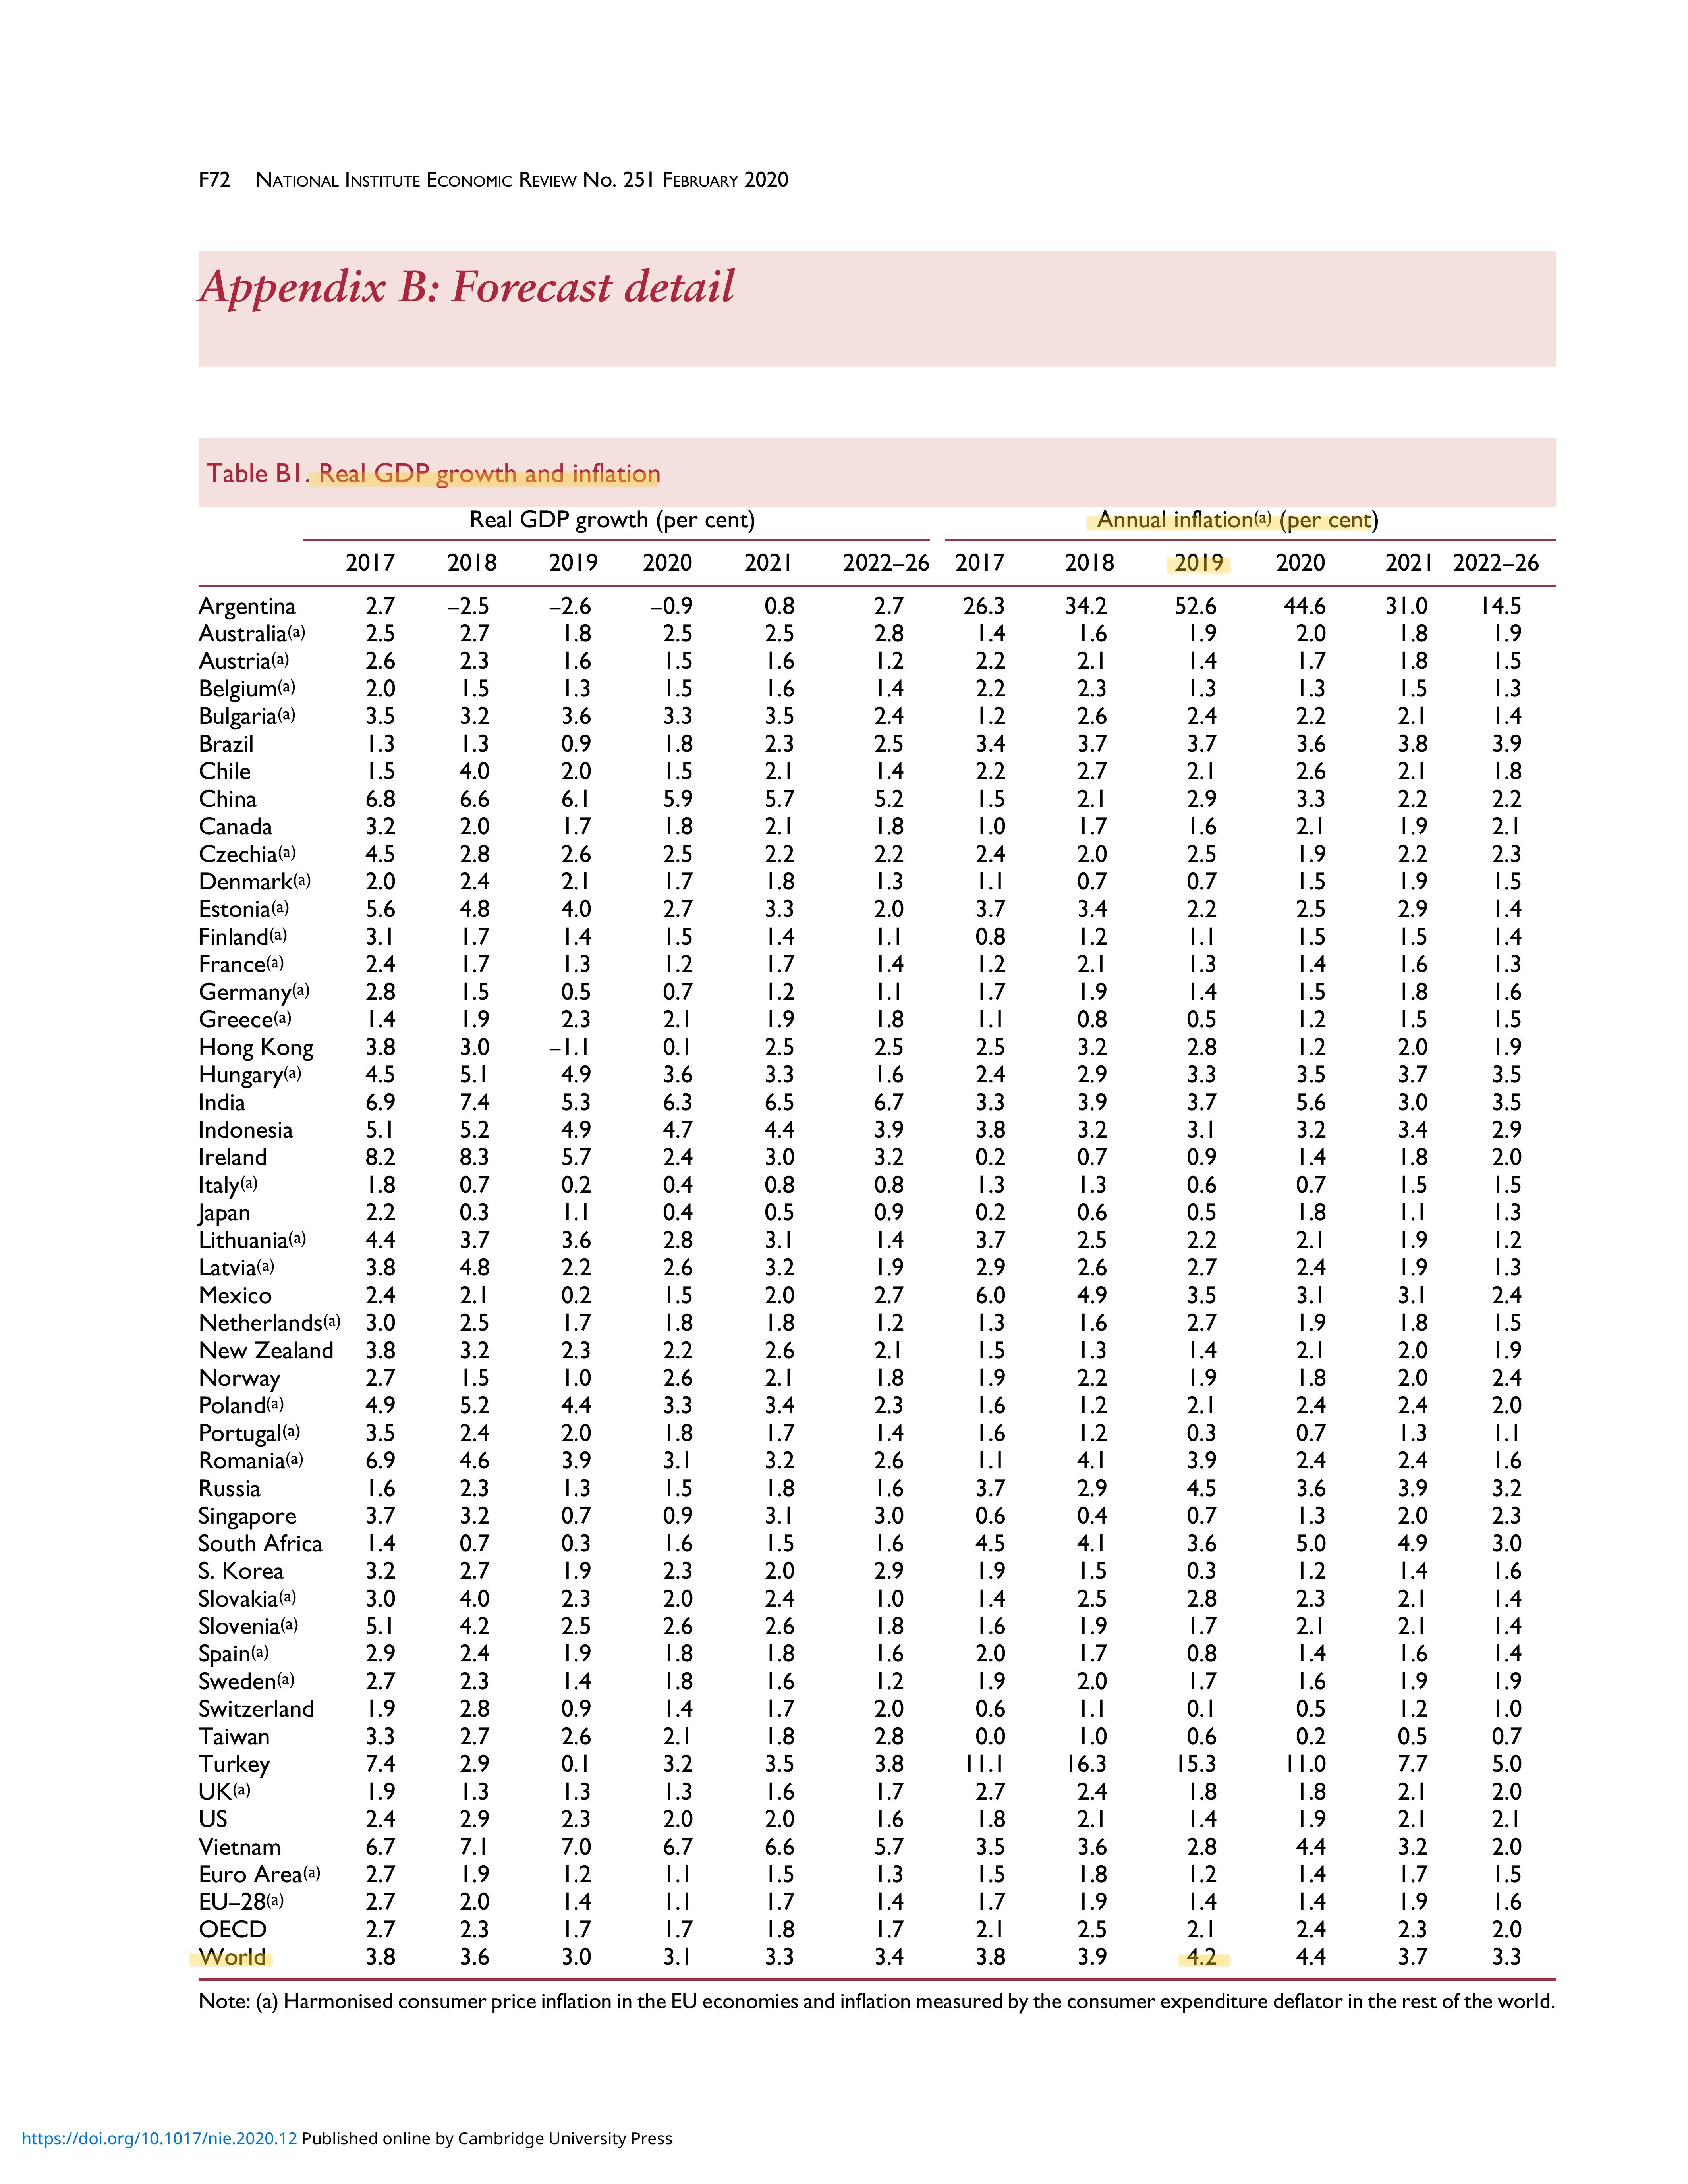 F72 National Institute Economic Review No. 251 February 2020
Appendix B: Forecast detail
Table B1. Real GDP growth and inflation
Real GDP growth (per cent) Annual inflation(a) (per cent)
2017 2018 2019 2020 2021 2022–26 2017 2018 2019 2020 2021 2022–26
Argentina 2.7 –2.5 –2.6 –0.9 0.8 2.7 26.3 34.2 52.6 44.6 31.0 14.5
Australia(a) 2.5 2.7 1.8 2.5 2.5 2.8 1.4 1.6 1.9 2.0 1.8 1.9
Austria(a) 2.6 2.3 1.6 1.5 1.6 1.2 2.2 2.1 1.4 1.7 1.8 1.5
Belgium(a) 2.0 1.5 1.3 1.5 1.6 1.4 2.2 2.3 1.3 1.3 1.5 1.3
Bulgaria(a) 3.5 3.2 3.6 3.3 3.5 2.4 1.2 2.6 2.4 2.2 2.1 1.4
Brazil 1.3 1.3 0.9 1.8 2.3 2.5 3.4 3.7 3.7 3.6 3.8 3.9
Chile 1.5 4.0 2.0 1.5 2.1 1.4 2.2 2.7 2.1 2.6 2.1 1.8
China 6.8 6.6 6.1 5.9 5.7 5.2 1.5 2.1 2.9 3.3 2.2 2.2
Canada 3.2 2.0 1.7 1.8 2.1 1.8 1.0 1.7 1.6 2.1 1.9 2.1
Czechia(a) 4.5 2.8 2.6 2.5 2.2 2.2 2.4 2.0 2.5 1.9 2.2 2.3
Denmark(a) 2.0 2.4 2.1 1.7 1.8 1.3 1.1 0.7 0.7 1.5 1.9 1.5
Estonia(a) 5.6 4.8 4.0 2.7 3.3 2.0 3.7 3.4 2.2 2.5 2.9 1.4
Finland(a) 3.1 1.7 1.4 1.5 1.4 1.1 0.8 1.2 1.1 1.5 1.5 1.4
France(a) 2.4 1.7 1.3 1.2 1.7 1.4 1.2 2.1 1.3 1.4 1.6 1.3
Germany(a) 2.8 1.5 0.5 0.7 1.2 1.1 1.7 1.9 1.4 1.5 1.8 1.6
Greece(a) 1.4 1.9 2.3 2.1 1.9 1.8 1.1 0.8 0.5 1.2 1.5 1.5
Hong Kong 3.8 3.0 –1.1 0.1 2.5 2.5 2.5 3.2 2.8 1.2 2.0 1.9
Hungary(a) 4.5 5.1 4.9 3.6 3.3 1.6 2.4 2.9 3.3 3.5 3.7 3.5
India 6.9 7.4 5.3 6.3 6.5 6.7 3.3 3.9 3.7 5.6 3.0 3.5
Indonesia 5.1 5.2 4.9 4.7 4.4 3.9 3.8 3.2 3.1 3.2 3.4 2.9
Ireland 8.2 8.3 5.7 2.4 3.0 3.2 0.2 0.7 0.9 1.4 1.8 2.0
Italy(a) 1.8 0.7 0.2 0.4 0.8 0.8 1.3 1.3 0.6 0.7 1.5 1.5
Japan 2.2 0.3 1.1 0.4 0.5 0.9 0.2 0.6 0.5 1.8 1.1 1.3
Lithuania(a) 4.4 3.7 3.6 2.8 3.1 1.4 3.7 2.5 2.2 2.1 1.9 1.2
Latvia(a) 3.8 4.8 2.2 2.6 3.2 1.9 2.9 2.6 2.7 2.4 1.9 1.3
Mexico 2.4 2.1 0.2 1.5 2.0 2.7 6.0 4.9 3.5 3.1 3.1 2.4
Netherlands(a) 3.0 2.5 1.7 1.8 1.8 1.2 1.3 1.6 2.7 1.9 1.8 1.5
New Zealand 3.8 3.2 2.3 2.2 2.6 2.1 1.5 1.3 1.4 2.1 2.0 1.9
Norway 2.7 1.5 1.0 2.6 2.1 1.8 1.9 2.2 1.9 1.8 2.0 2.4
Poland(a) 4.9 5.2 4.4 3.3 3.4 2.3 1.6 1.2 2.1 2.4 2.4 2.0
Portugal(a) 3.5 2.4 2.0 1.8 1.7 1.4 1.6 1.2 0.3 0.7 1.3 1.1
Romania(a) 6.9 4.6 3.9 3.1 3.2 2.6 1.1 4.1 3.9 2.4 2.4 1.6
Russia 1.6 2.3 1.3 1.5 1.8 1.6 3.7 2.9 4.5 3.6 3.9 3.2
Singapore 3.7 3.2 0.7 0.9 3.1 3.0 0.6 0.4 0.7 1.3 2.0 2.3
South Africa 1.4 0.7 0.3 1.6 1.5 1.6 4.5 4.1 3.6 5.0 4.9 3.0
S. Korea 3.2 2.7 1.9 2.3 2.0 2.9 1.9 1.5 0.3 1.2 1.4 1.6
Slovakia(a) 3.0 4.0 2.3 2.0 2.4 1.0 1.4 2.5 2.8 2.3 2.1 1.4
Slovenia(a) 5.1 4.2 2.5 2.6 2.6 1.8 1.6 1.9 1.7 2.1 2.1 1.4
Spain(a) 2.9 2.4 1.9 1.8 1.8 1.6 2.0 1.7 0.8 1.4 1.6 1.4
Sweden(a) 2.7 2.3 1.4 1.8 1.6 1.2 1.9 2.0 1.7 1.6 1.9 1.9
Switzerland 1.9 2.8 0.9 1.4 1.7 2.0 0.6 1.1 0.1 0.5 1.2 1.0
Taiwan 3.3 2.7 2.6 2.1 1.8 2.8 0.0 1.0 0.6 0.2 0.5 0.7
Turkey 7.4 2.9 0.1 3.2 3.5 3.8 11.1 16.3 15.3 11.0 7.7 5.0
UK(a) 1.9 1.3 1.3 1.3 1.6 1.7 2.7 2.4 1.8 1.8 2.1 2.0
US 2.4 2.9 2.3 2.0 2.0 1.6 1.8 2.1 1.4 1.9 2.1 2.1
Vietnam 6.7 7.1 7.0 6.7 6.6 5.7 3.5 3.6 2.8 4.4 3.2 2.0
Euro Area(a) 2.7 1.9 1.2 1.1 1.5 1.3 1.5 1.8 1.2 1.4 1.7 1.5
EU–28(a) 2.7 2.0 1.4 1.1 1.7 1.4 1.7 1.9 1.4 1.4 1.9 1.6
OECD 2.7 2.3 1.7 1.7 1.8 1.7 2.1 2.5 2.1 2.4 2.3 2.0
World 3.8 3.6 3.0 3.1 3.3 3.4 3.8 3.9 4.2 4.4 3.7 3.3
Note: (a) Harmonised consumer price inflation in the EU economies and inflation measured by the consumer expenditure deflator in the rest of the world.
https://doi.org/10.1017/nie.2020.12 Published online by Cambridge University Press